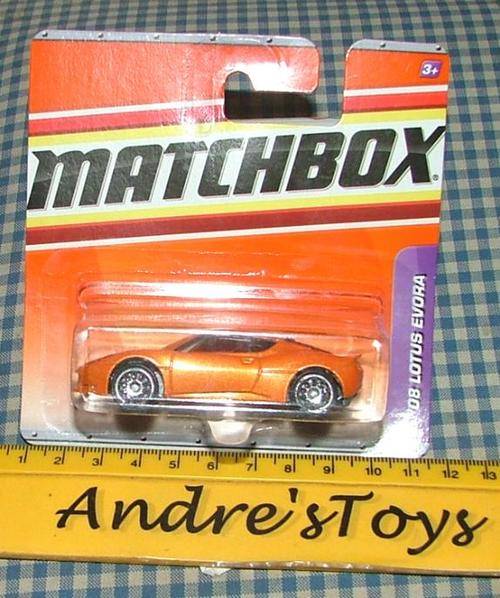 3+
MATCHBOX®
08 LOTUS EVORA
1 2 3 4 5 6 7 8 9 10 11 12 13
Andre'sToys